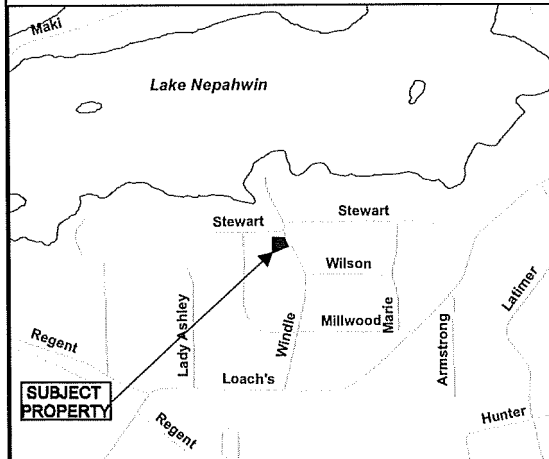 Maki
Lake Nepahwin
Stewart
Stewart
Wilson
Latimer
Lady Ashley
Windle
Millwood
Marie
Armstrong
Regent
Loach's
SUBJECT
PROPERTY
Regent
Hunter